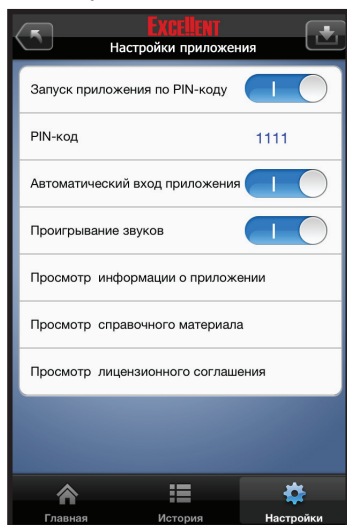 EXCELLENT
Настройки приложения
Запуск приложения по PIN-коду
PIN-код 1111
Автоматический вход приложения
Проигрывание звуков
Просмотр информации о приложении
Просмотр справочного материала
Просмотр лицензионного соглашения
Главная История Настройки